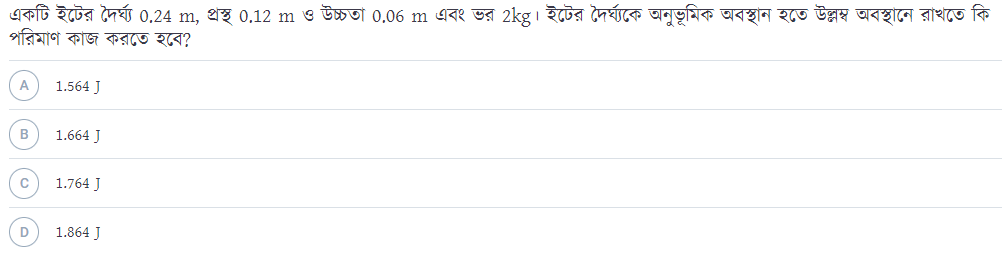 একটি ইটের দৈর্ঘ্য 0.24 m, প্রস্থ 0.12 m ও উচ্চতা 0.06 m এবং ভর 2kg। ইটের দৈর্ঘ্যকে অনুভূমিক অবস্থান হতে উল্লম্ব অবস্থানে রাখতে কি
পরিমাণ কাজ করতে হবে?
A 1.564 J
B 1.664 J
C 1.764 J
D 1.864 J